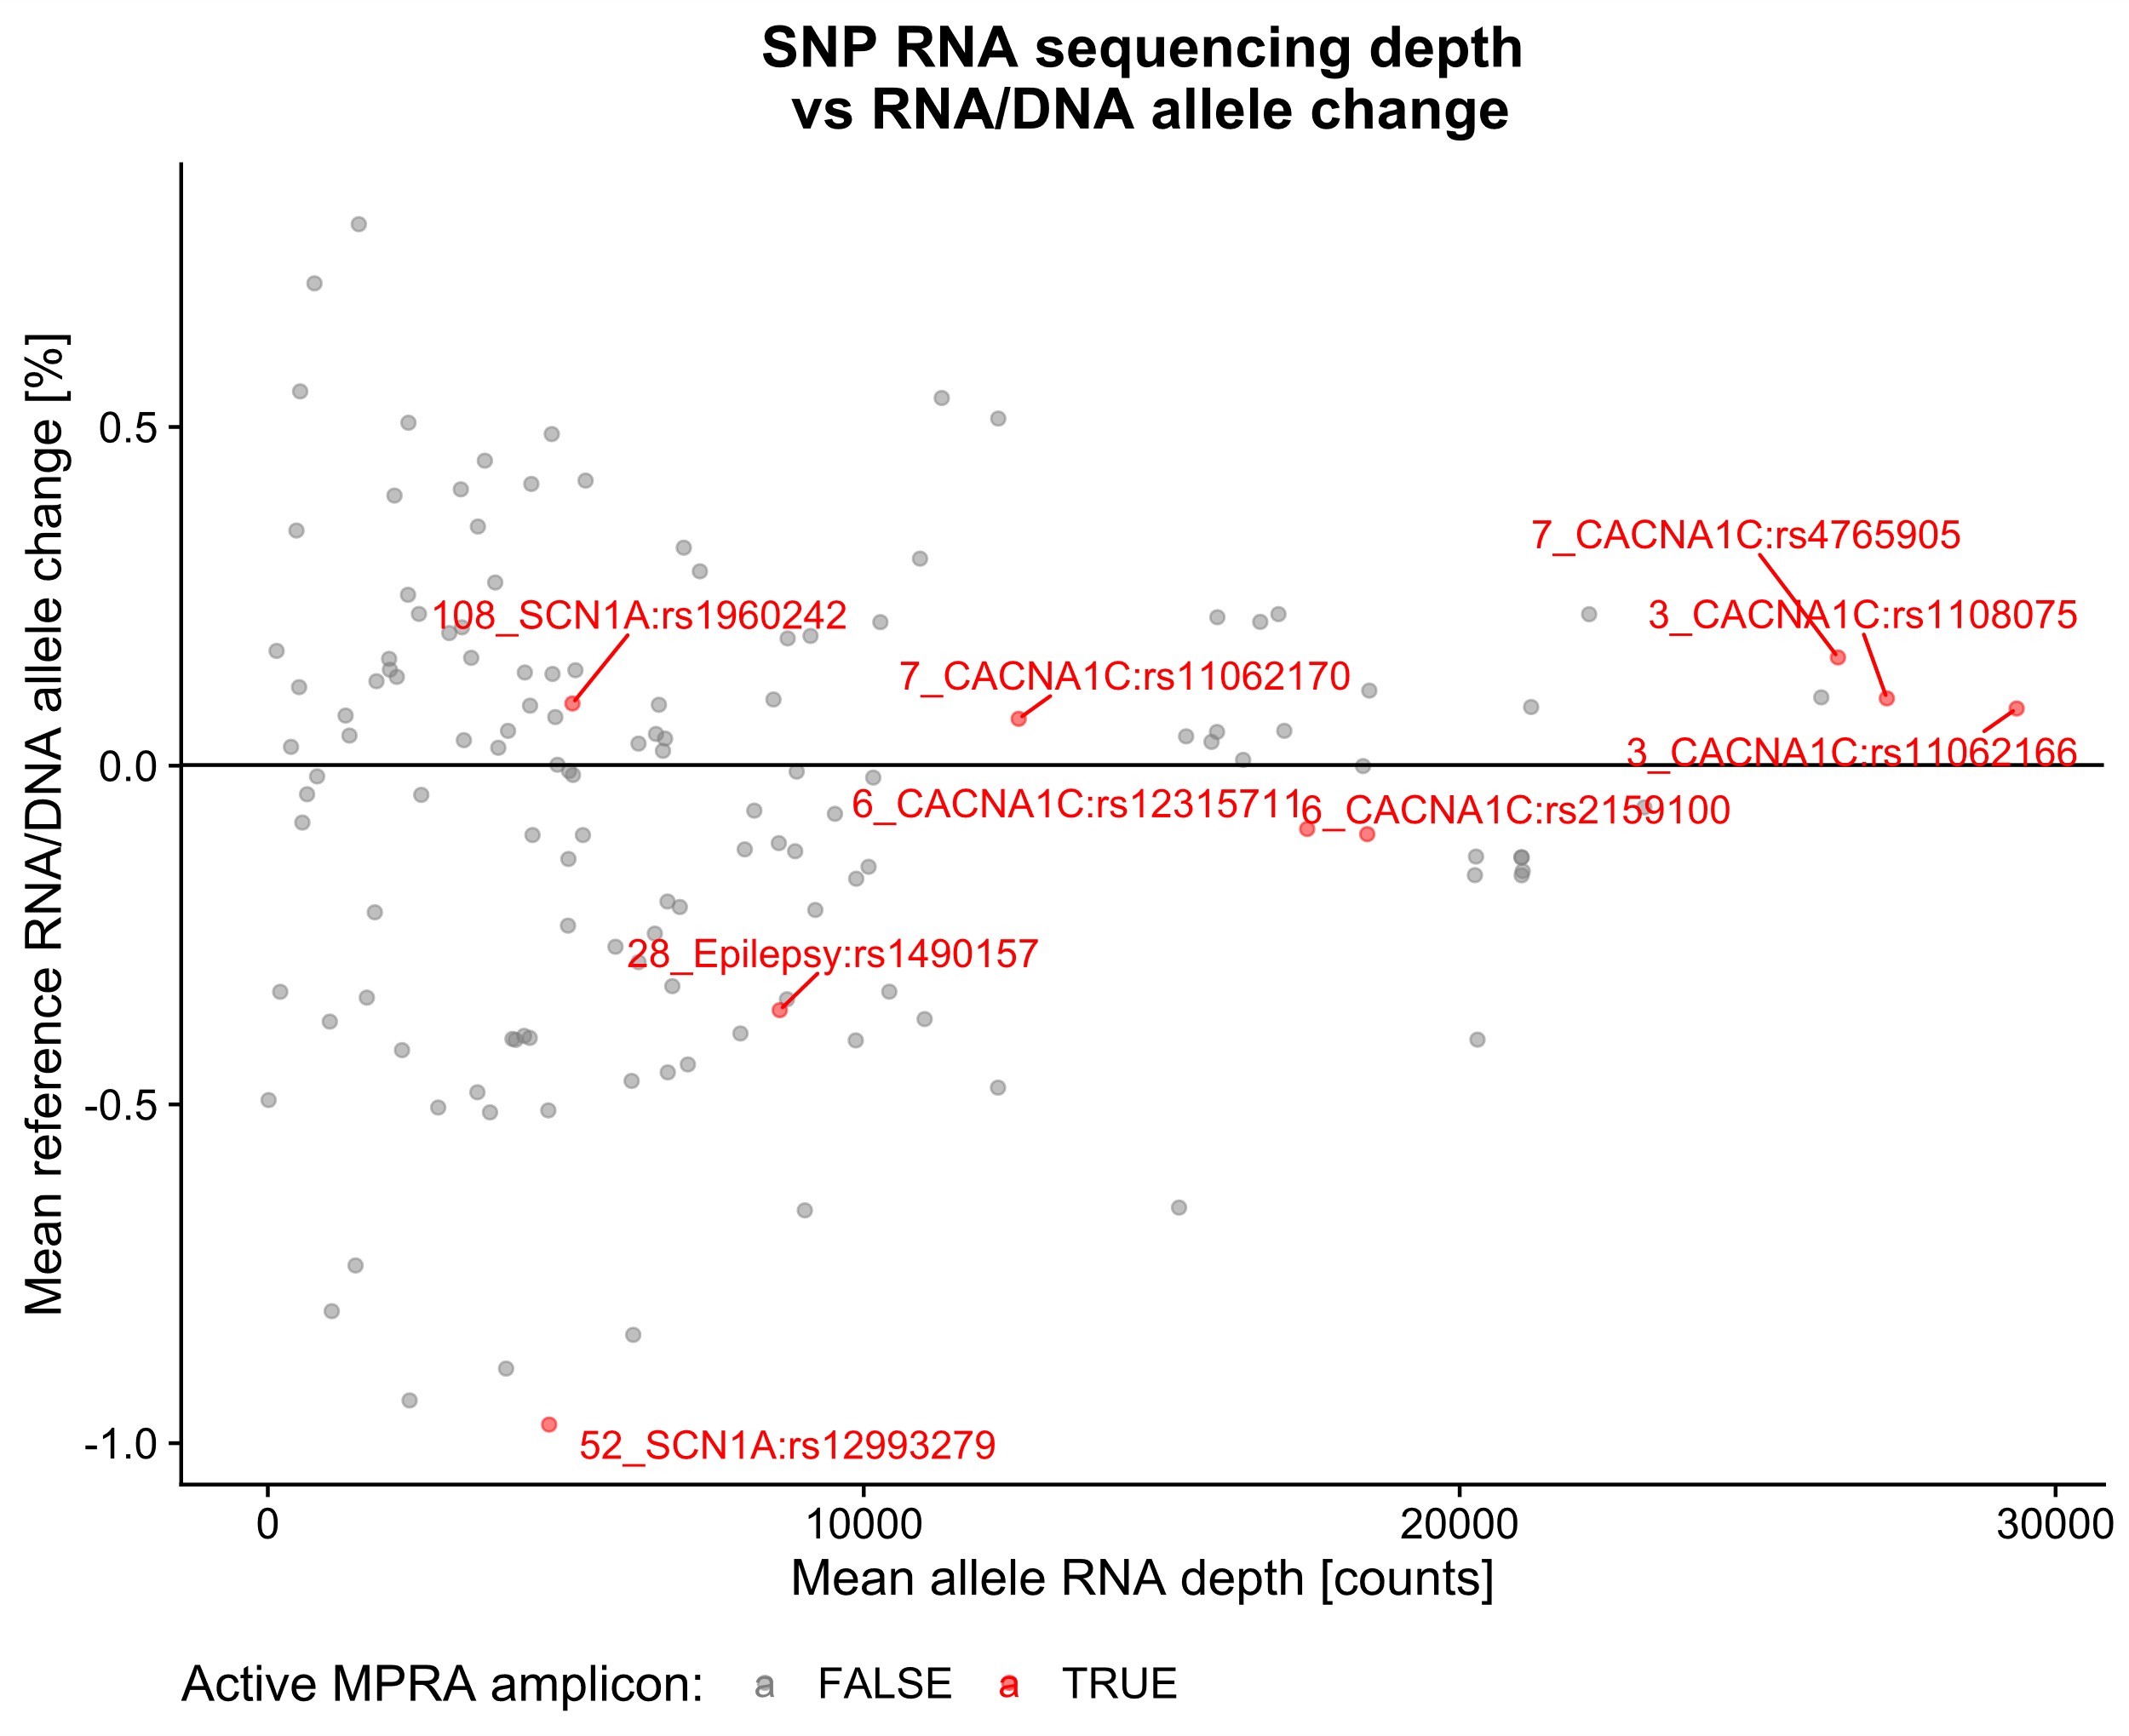 SNP RNA sequencing depth
vs RNA/DNA allele change
Mean reference RNA/DNA allele change [%]
0.5
0.0
-0.5
-1.0
7_CACNA1C:rs4765905
108_SCN1A:rs1960242
3_CACNA1C:rs1108075
7_CACNA1C:rs11062170
3_CACNA1C:rs11062166
6_CACNA1C:rs12315711
6_CACNA1C:rs2159100
28_Epilepsy:rs1490157
52_SCN1A:rs12993279
0
10000
20000
30000
Mean allele RNA depth [counts]
Active MPRA amplicon: a FALSE a TRUE